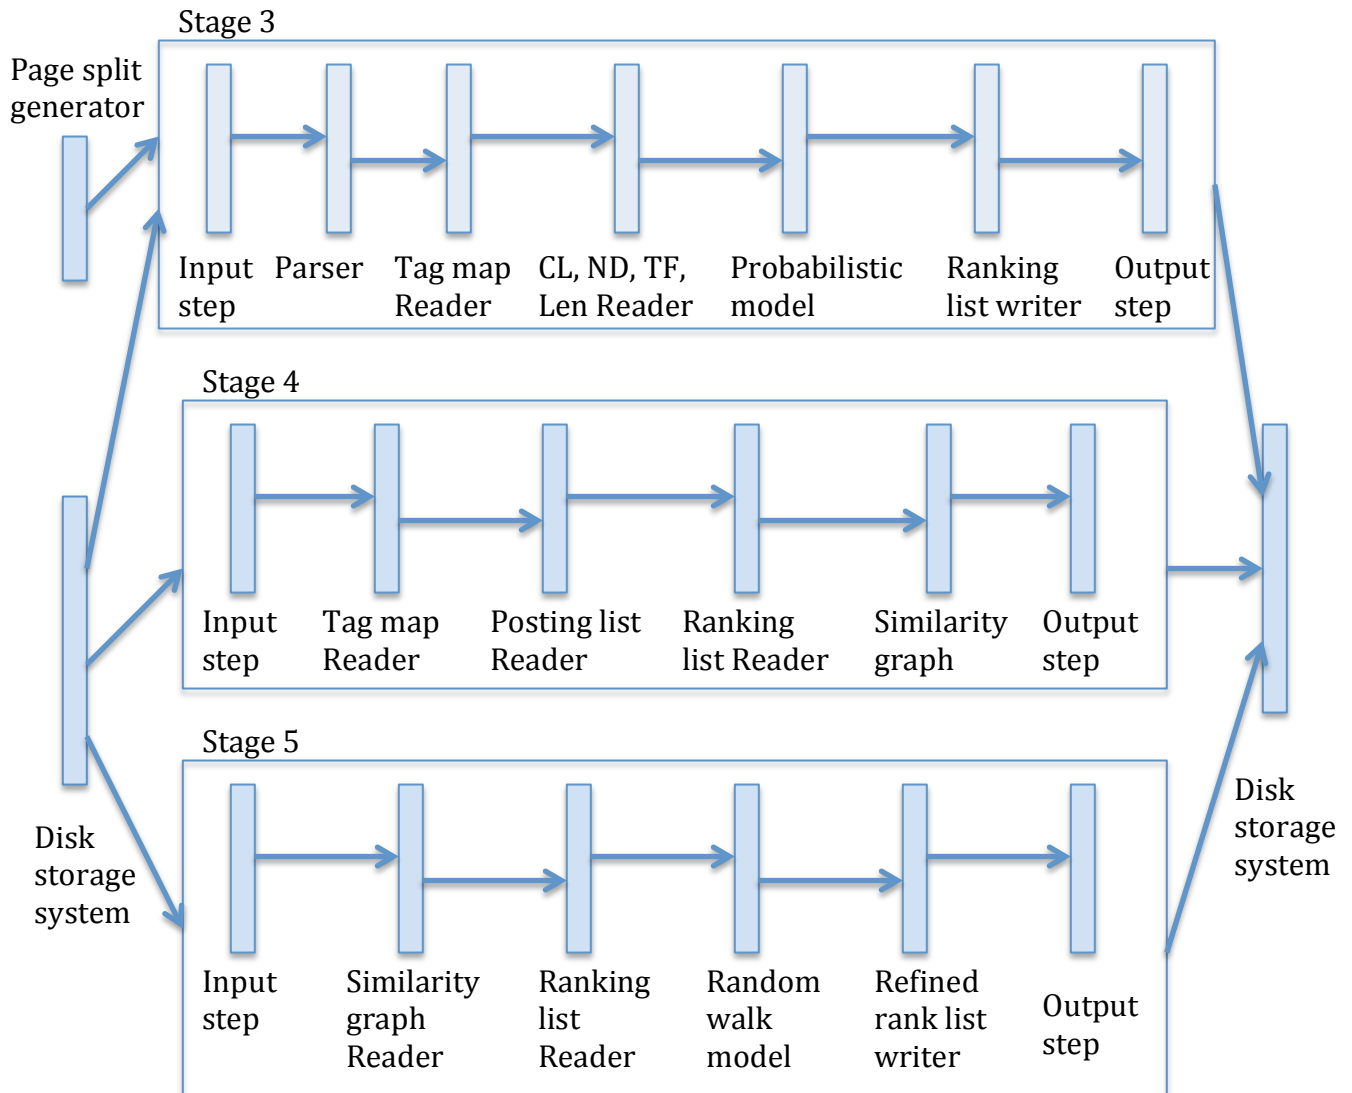 Stage 3
Page split
generator
Input
step
Parser
Tag map
Reader
CL, ND, TF,
Len Reader
Probabilistic
model
Ranking
list writer
Output
step
Stage 4
Input
step
Tag map
Reader
Posting list
Reader
Ranking
list Reader
Similarity
graph
Output
step
Stage 5
Disk
storage
system
Input
step
Similarity
graph
Reader
Ranking
list
Reader
Random
walk
model
Refined
rank list
writer
Output
step
Disk
storage
system